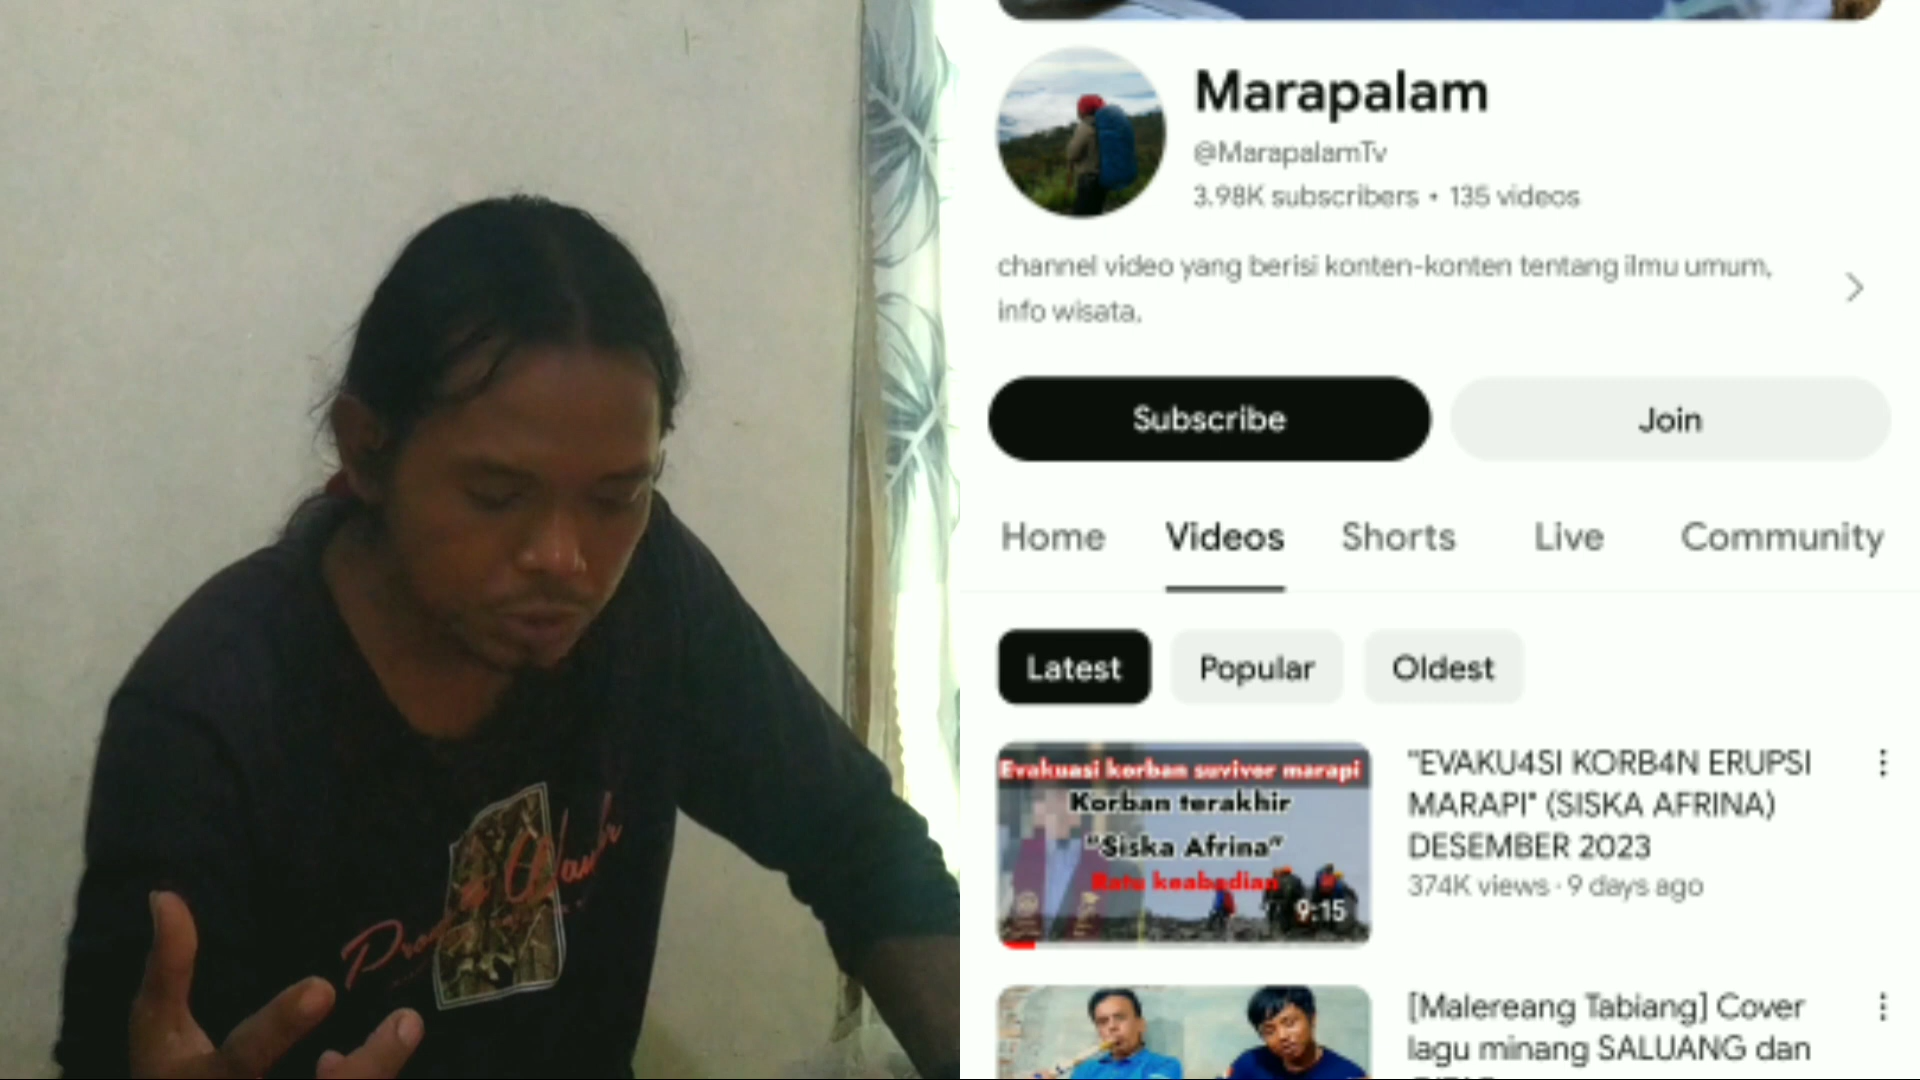 Marapalam
@MarapalamTv
3.98K subscribers • 135 videos
channel video yang berisi konten-konten tentang ilmu umum,
info wisata.
Subscribe
Join
Home
Videos
Shorts
Live
Community
Latest
Popular
Oldest
Evakuasi korban suvivor marapi
Korban terakhir
"Siska Afrina"
Ratu keabadian
9:15
"EVAKU4SI KORB4N ERUPSI
MARAPI" (SISKA AFRINA)
DESEMBER 2023
374K views · 9 days ago
[Malereang Tabiang] Cover
lagu minang SALUANG dan